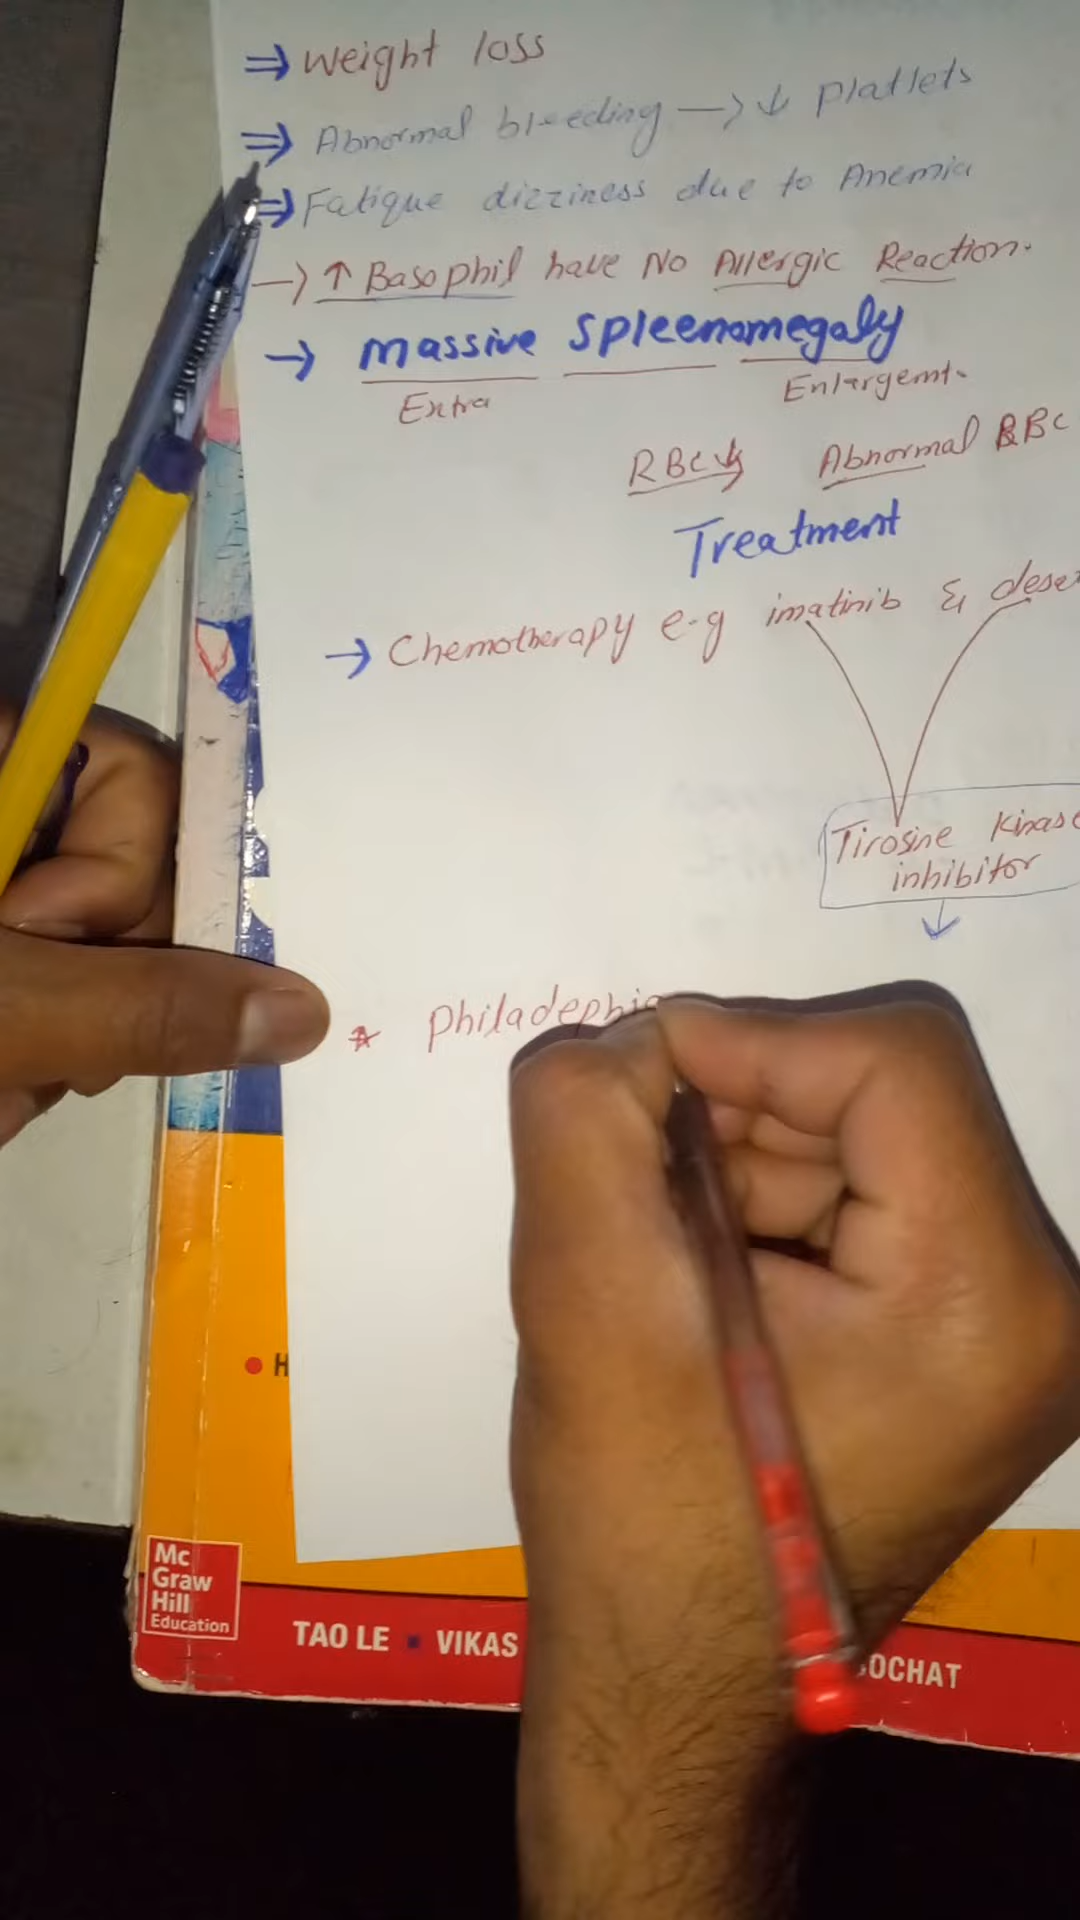 ⇒ Weight loss
⇒ Abnormal bleeding → ↓ Platlets
⇒ Fatique dizziness due to Anemia
→ ↑ Basophil have No Allergic Reaction.
→ Massive Spleenomegaly
Extra Enlargemt.
RBC↓ Abnormal RBC
Treatment
→ Chemotherapy e-g imatinib & dese
Tirosine kinase
inhibitor
* Philadephia
H
Mc
Graw
Hill
Education
TAO LE ▪ VIKAS OCHAT